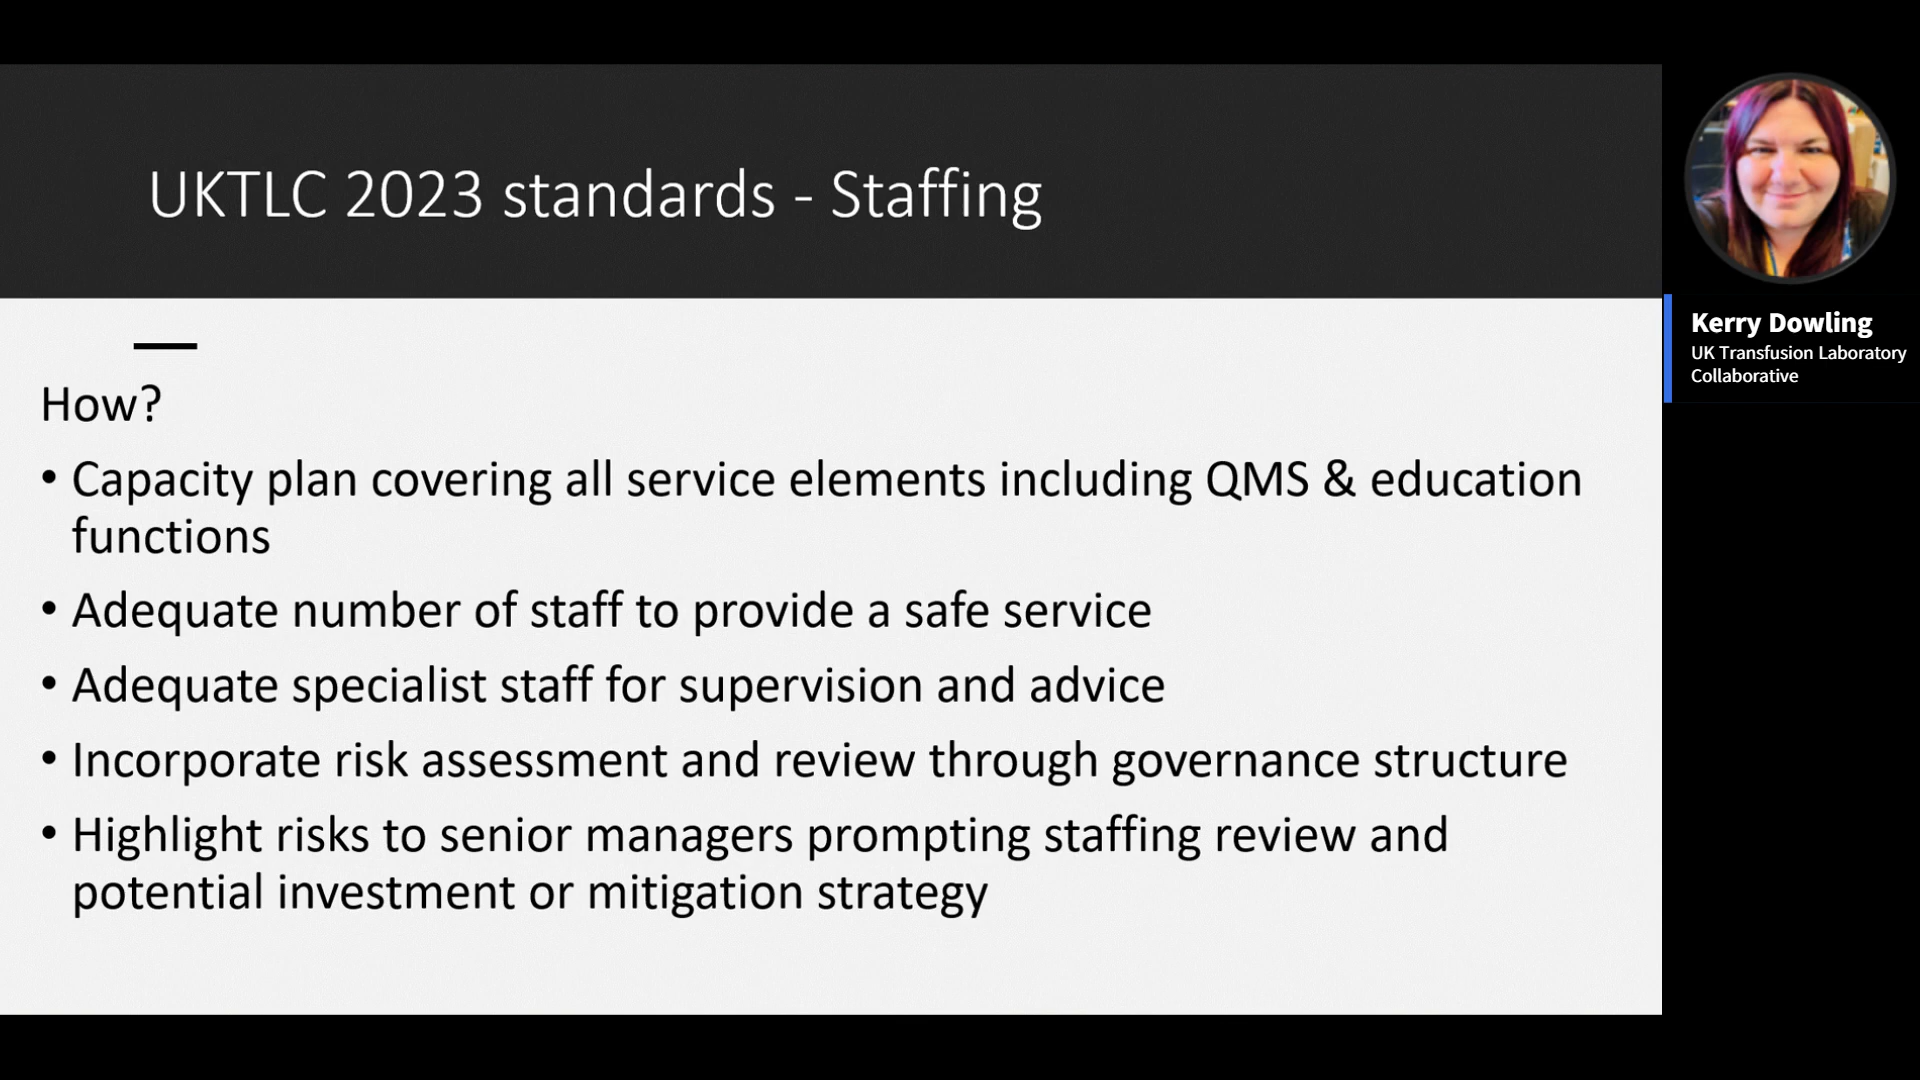 UKTLC 2023 standards - Staffing
How?
• Capacity plan covering all service elements including QMS & education
functions
• Adequate number of staff to provide a safe service
• Adequate specialist staff for supervision and advice
• Incorporate risk assessment and review through governance structure
• Highlight risks to senior managers prompting staffing review and
potential investment or mitigation strategy
Kerry Dowling
UK Transfusion Laboratory
Collaborative